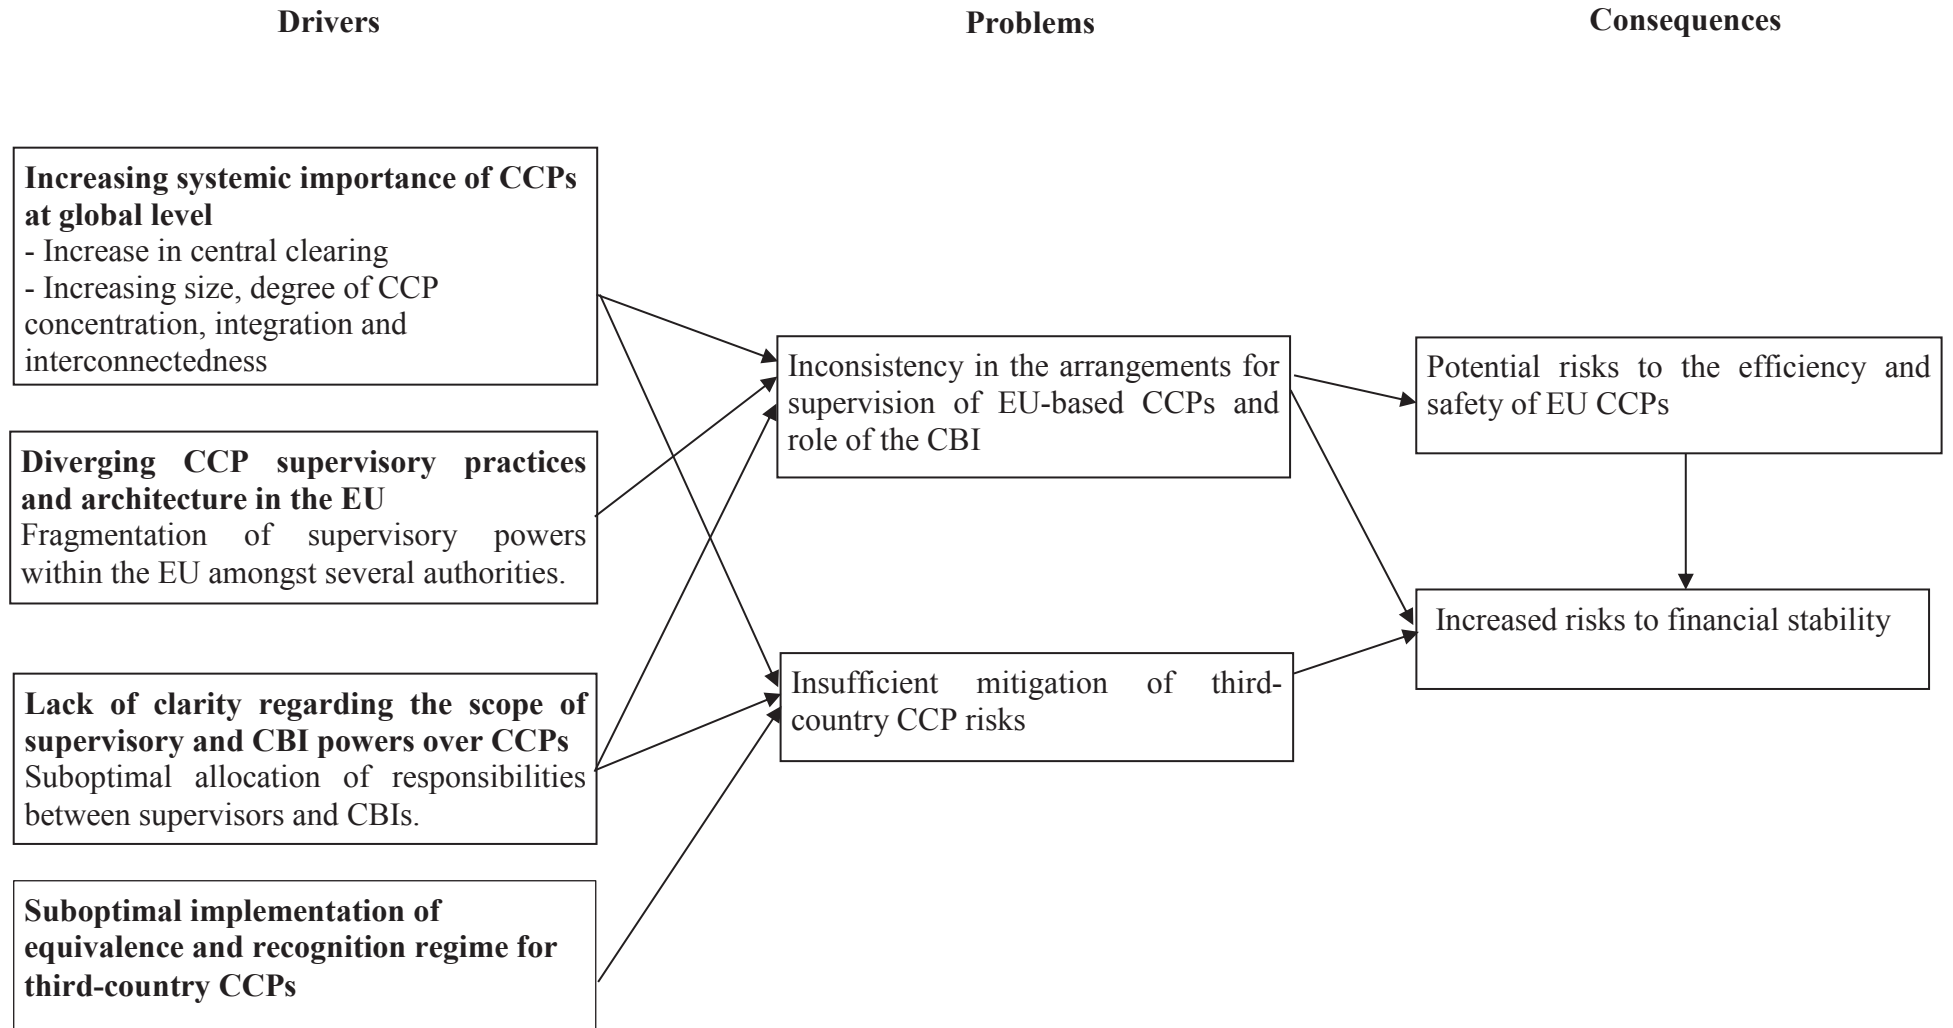 Drivers
Problems
Consequences
Increasing systemic importance of CCPs
at global level
- Increase in central clearing
- Increasing size, degree of CCP
concentration, integration and
interconnectedness
Diverging CCP supervisory practices
and architecture in the EU
Fragmentation of supervisory powers
within the EU amongst several authorities.
Lack of clarity regarding the scope of
supervisory and CBI powers over CCPs
Suboptimal allocation of responsibilities
between supervisors and CBIs.
Suboptimal implementation of
equivalence and recognition regime for
third-country CCPs
Inconsistency in the arrangements for
supervision of EU-based CCPs and
role of the CBI
Insufficient mitigation of third-
country CCP risks
Potential risks to the efficiency and
safety of EU CCPs
Increased risks to financial stability